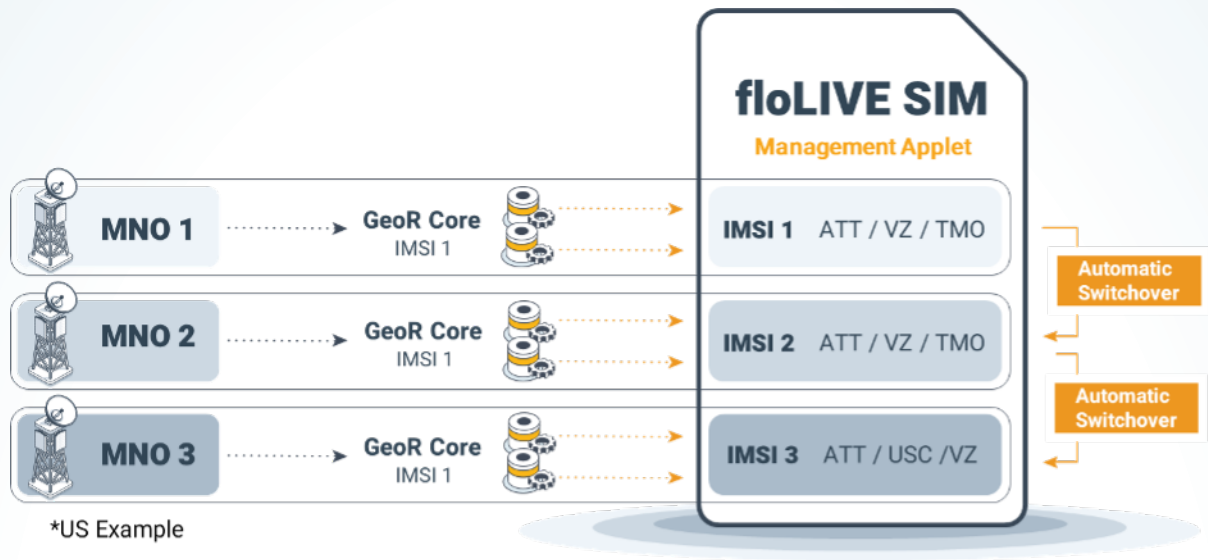 floLIVE SIM
Management Applet
MNO 1
GeoR Core
IMSI 1
IMSI 1 ATT / VZ / TMO
Automatic
Switchover
MNO 2
GeoR Core
IMSI 1
IMSI 2 ATT / VZ / TMO
Automatic
Switchover
MNO 3
GeoR Core
IMSI 1
IMSI 3 ATT / USC /VZ
*US Example